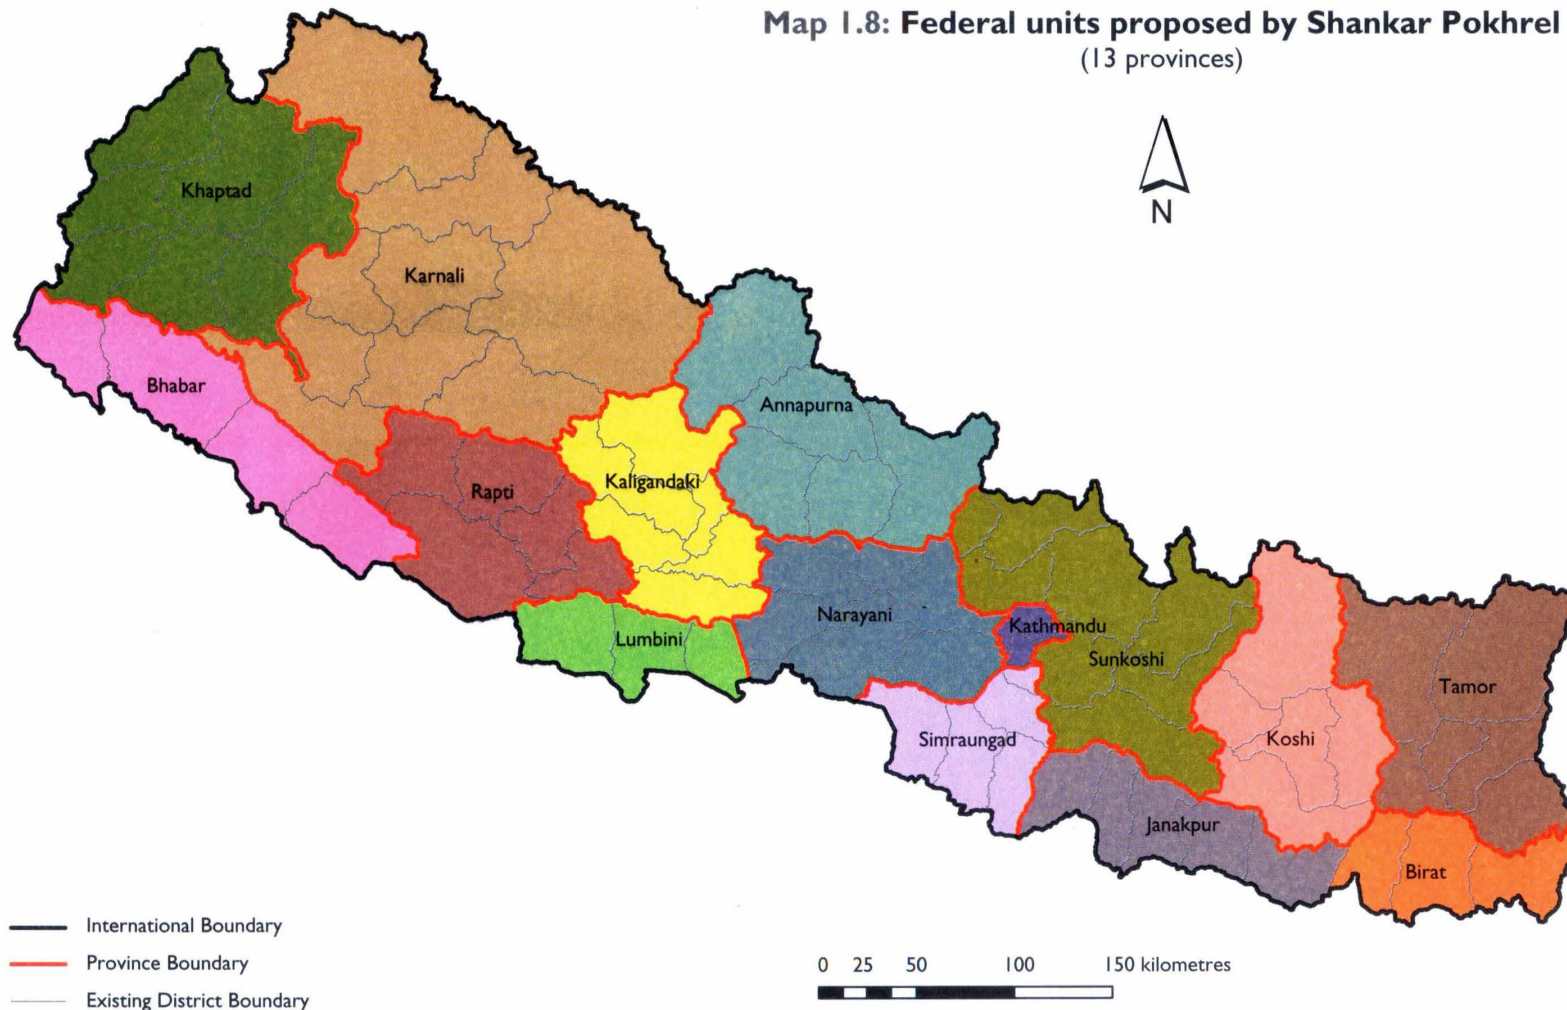 Map 1.8: Federal units proposed by Shankar Pokhrel
(13 provinces)
N
Khaptad
Karnali
Bhabar
Annapurna
Rapti
Kaligandaki
Narayani
Kathmandu
Lumbini
Sunkoshi
Tamor
Simraungad
Koshi
Janakpur
Birat
International Boundary
Province Boundary
Existing District Boundary
0 25 50 100 150 kilometres